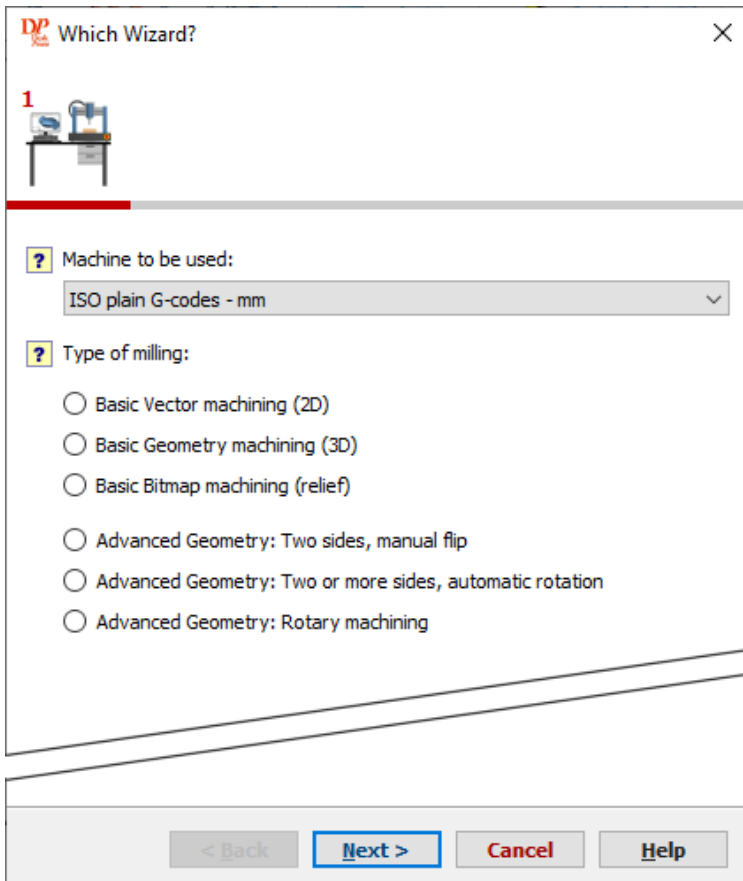 DP Which Wizard?
1
? Machine to be used:
ISO plain G-codes - mm
? Type of milling:
Basic Vector machining (2D)
Basic Geometry machining (3D)
Basic Bitmap machining (relief)
Advanced Geometry: Two sides, manual flip
Advanced Geometry: Two or more sides, automatic rotation
Advanced Geometry: Rotary machining
< Back Next > Cancel Help